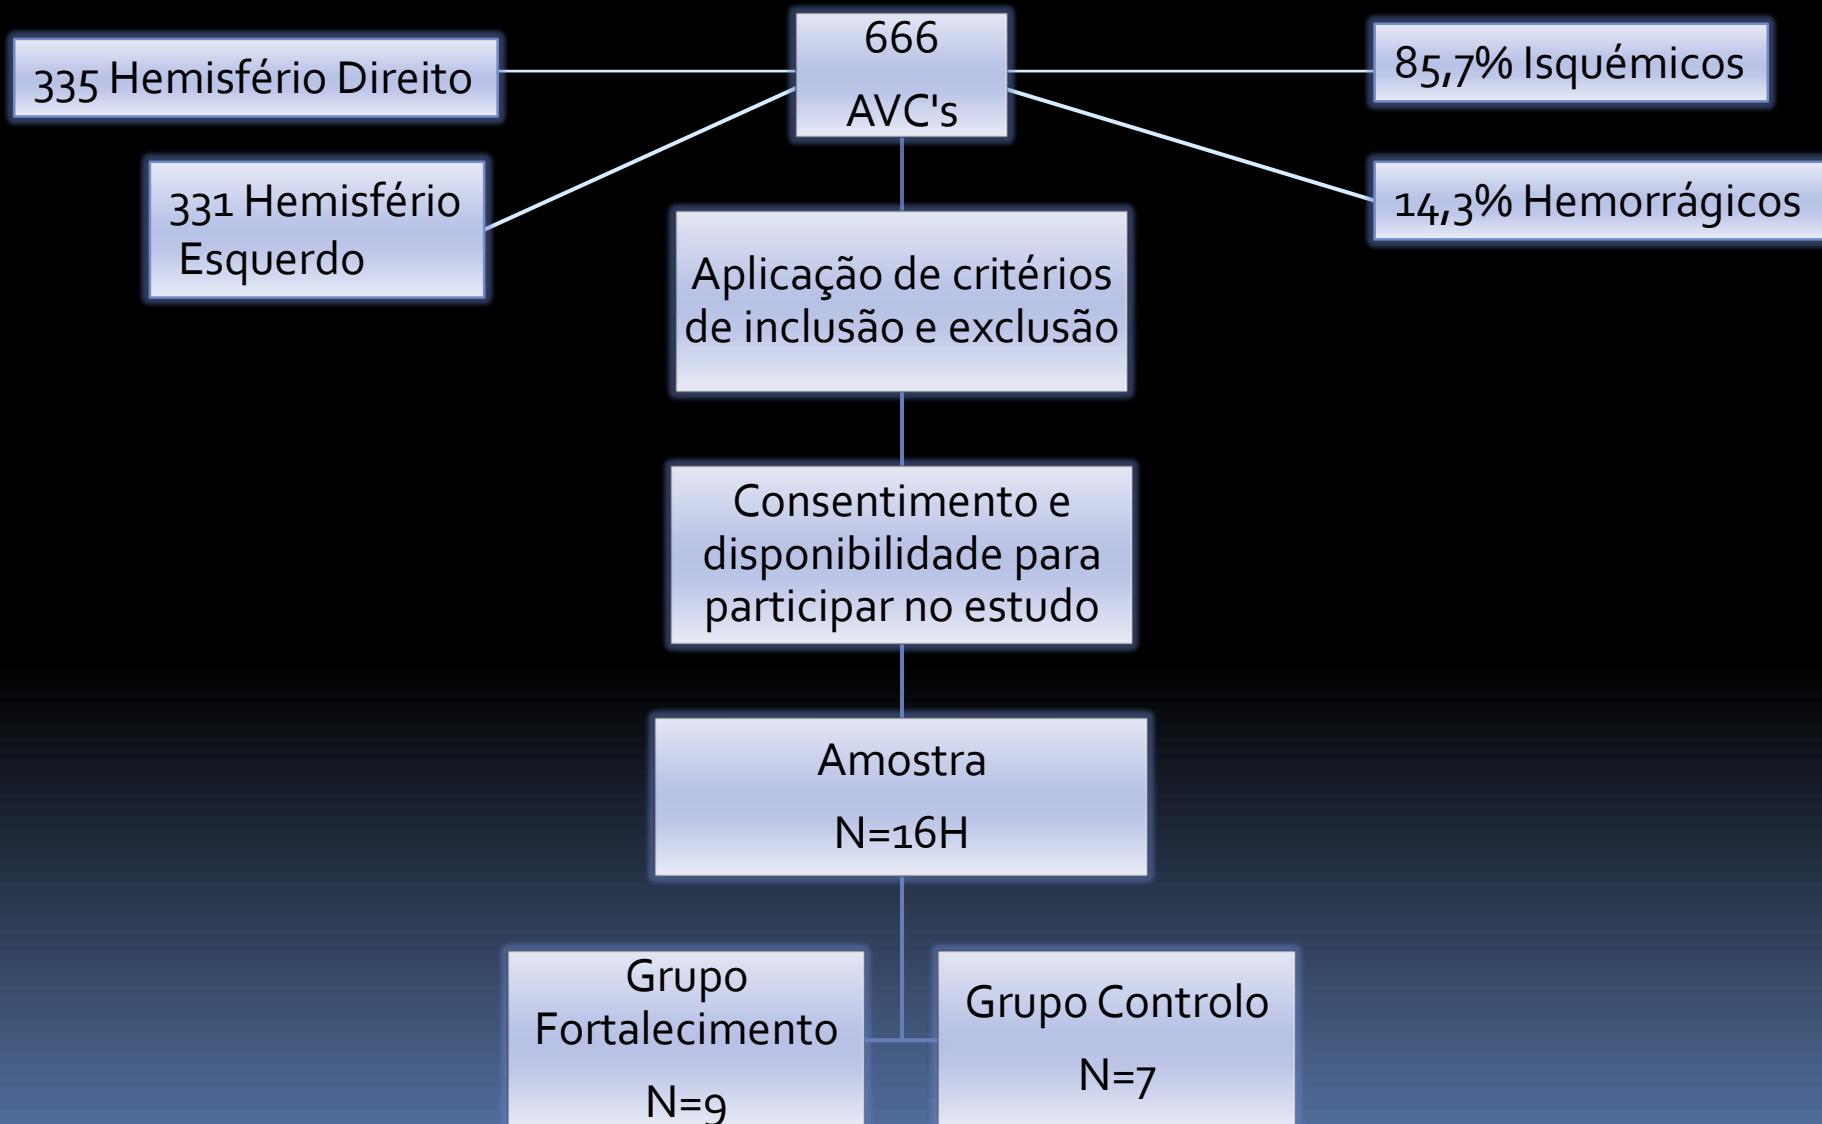 666
AVC's
335 Hemisfério Direito
331 Hemisfério
Esquerdo
85,7% Isquémicos
14,3% Hemorrágicos
Aplicação de critérios
de inclusão e exclusão
Consentimento e
disponibilidade para
participar no estudo
Amostra
N=16H
Grupo
Fortalecimento
N=9
Grupo Controlo
N=7